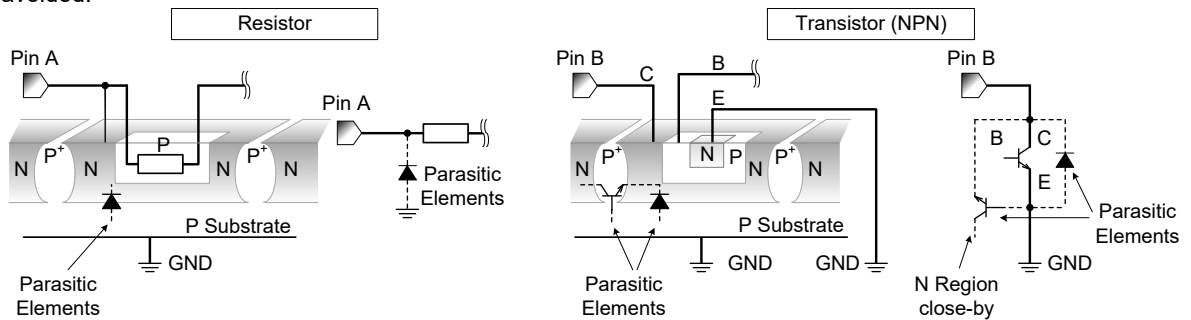 avoided.
Resistor
Pin A
N
P+
N
P
N
P+
N
Parasitic
Elements
P Substrate
GND
Pin A
Parasitic
Elements
Transistor (NPN)
Pin B
C
B
E
N
P+
N
N
P
P+
N
P Substrate
GND
GND
Parasitic
Elements
Pin B
B
C
E
Parasitic
Elements
GND
N Region
close-by